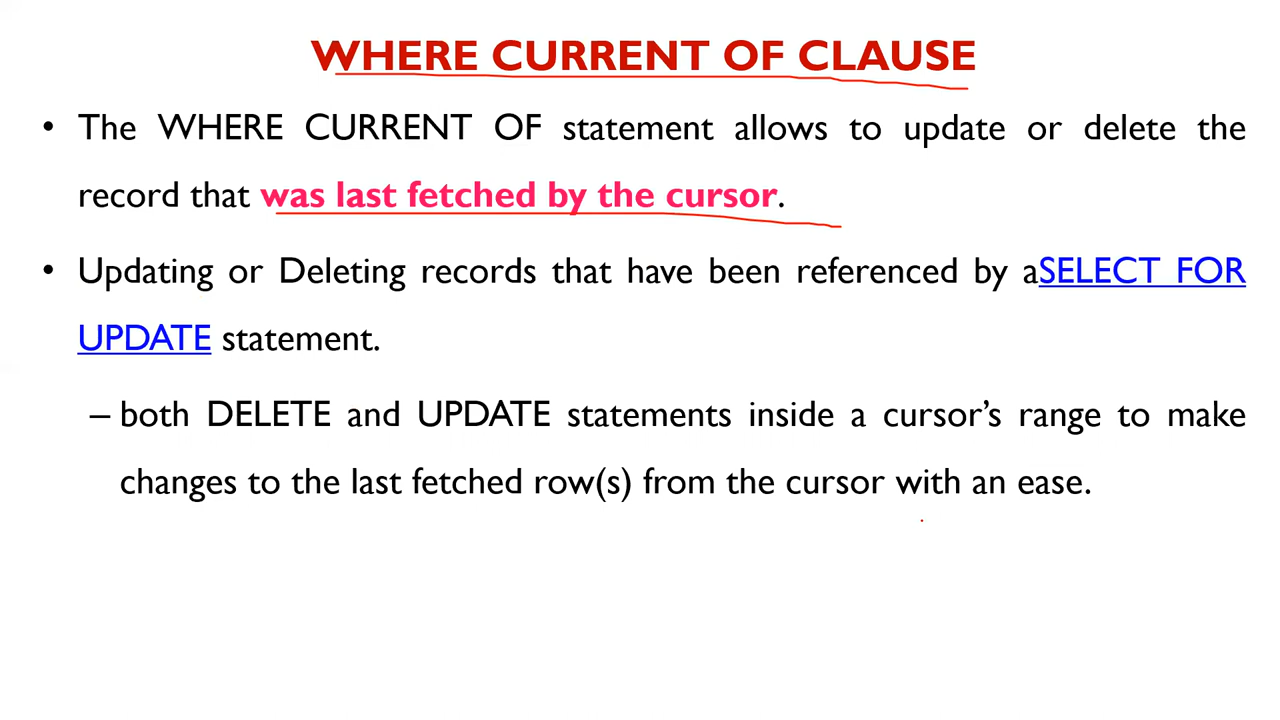 WHERE CURRENT OF CLAUSE
• The WHERE CURRENT OF statement allows to update or delete the
record that was last fetched by the cursor.
• Updating or Deleting records that have been referenced by aSELECT FOR
UPDATE statement.
– both DELETE and UPDATE statements inside a cursor’s range to make
changes to the last fetched row(s) from the cursor with an ease.